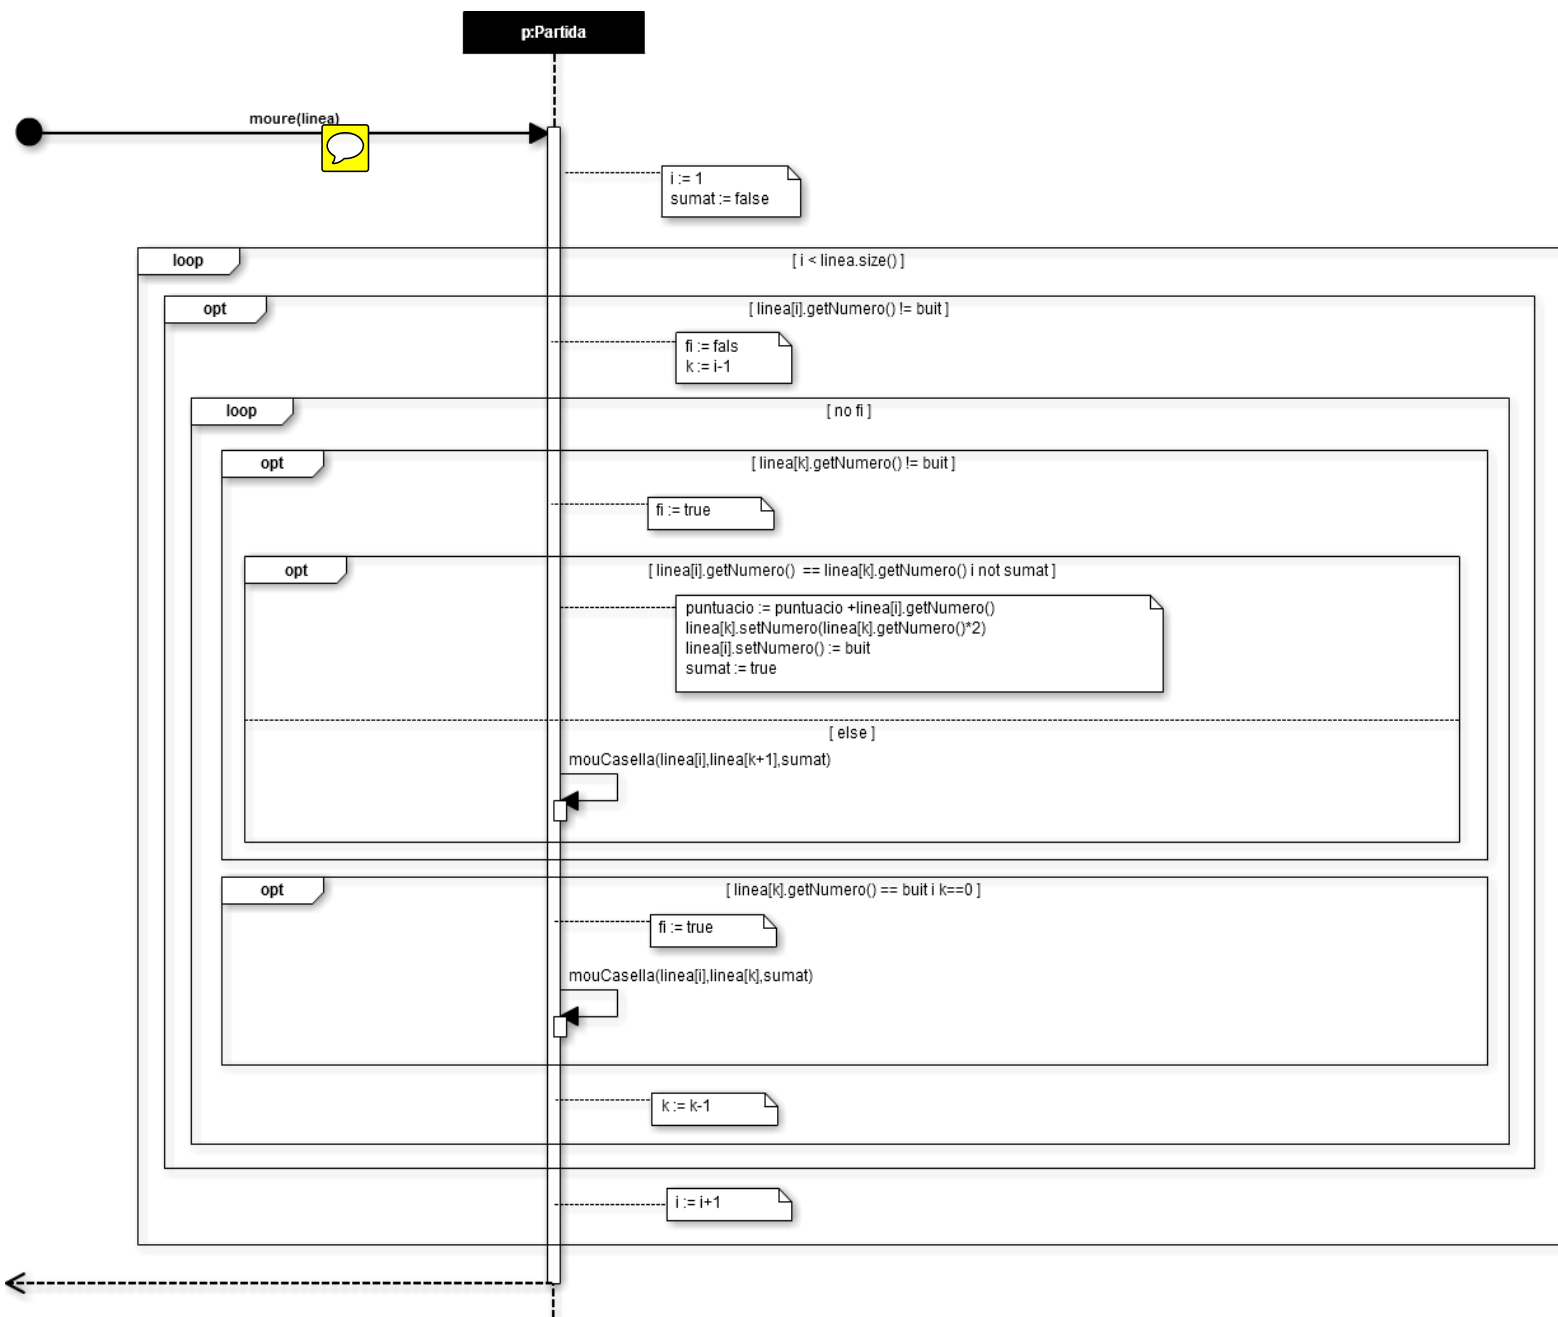 p:Partida
moure(linea)
i := 1
sumat := false
loop
[ i < linea.size() ]
opt
[ linea[i].getNumero() != buit ]
fi := fals
k := i-1
loop
[ no fi ]
opt
[ linea[k].getNumero() != buit ]
fi := true
opt
[ linea[i].getNumero()  == linea[k].getNumero() i not sumat ]
puntuacio := puntuacio +linea[i].getNumero()
linea[k].setNumero(linea[k].getNumero()*2)
linea[i].setNumero() := buit
sumat := true
[ else ]
mouCasella(linea[i],linea[k+1],sumat)
opt
[ linea[k].getNumero() == buit i k==0 ]
fi := true
mouCasella(linea[i],linea[k],sumat)
k := k-1
i := i+1